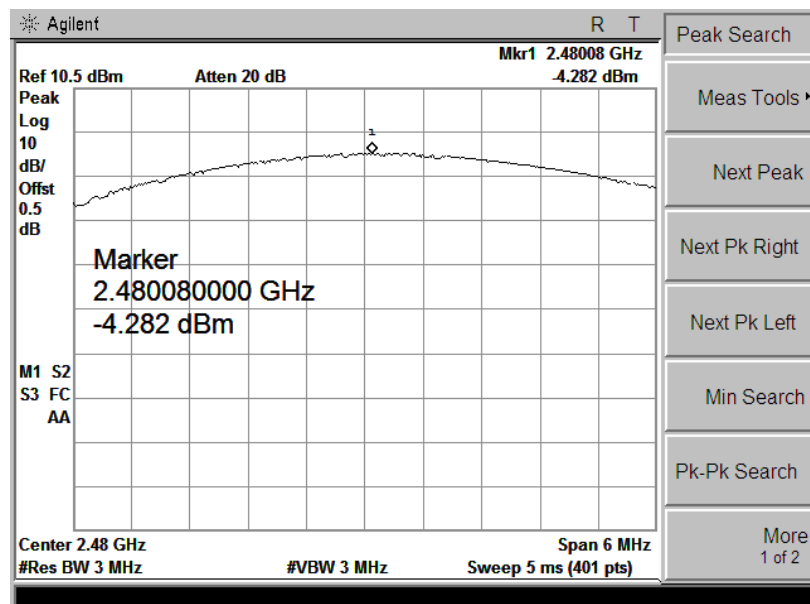 Agilent R T
Mkr1 2.48008 GHz
Ref 10.5 dBm Atten 20 dB -4.282 dBm
Peak
Log
10
dB/
Offst
0.5
dB
1
Marker
2.480080000 GHz
-4.282 dBm
M1 S2
S3 FC
AA
Center 2.48 GHz Span 6 MHz
#Res BW 3 MHz #VBW 3 MHz Sweep 5 ms (401 pts)
Peak Search
Meas Tools
Next Peak
Next Pk Right
Next Pk Left
Min Search
Pk-Pk Search
More
1 of 2